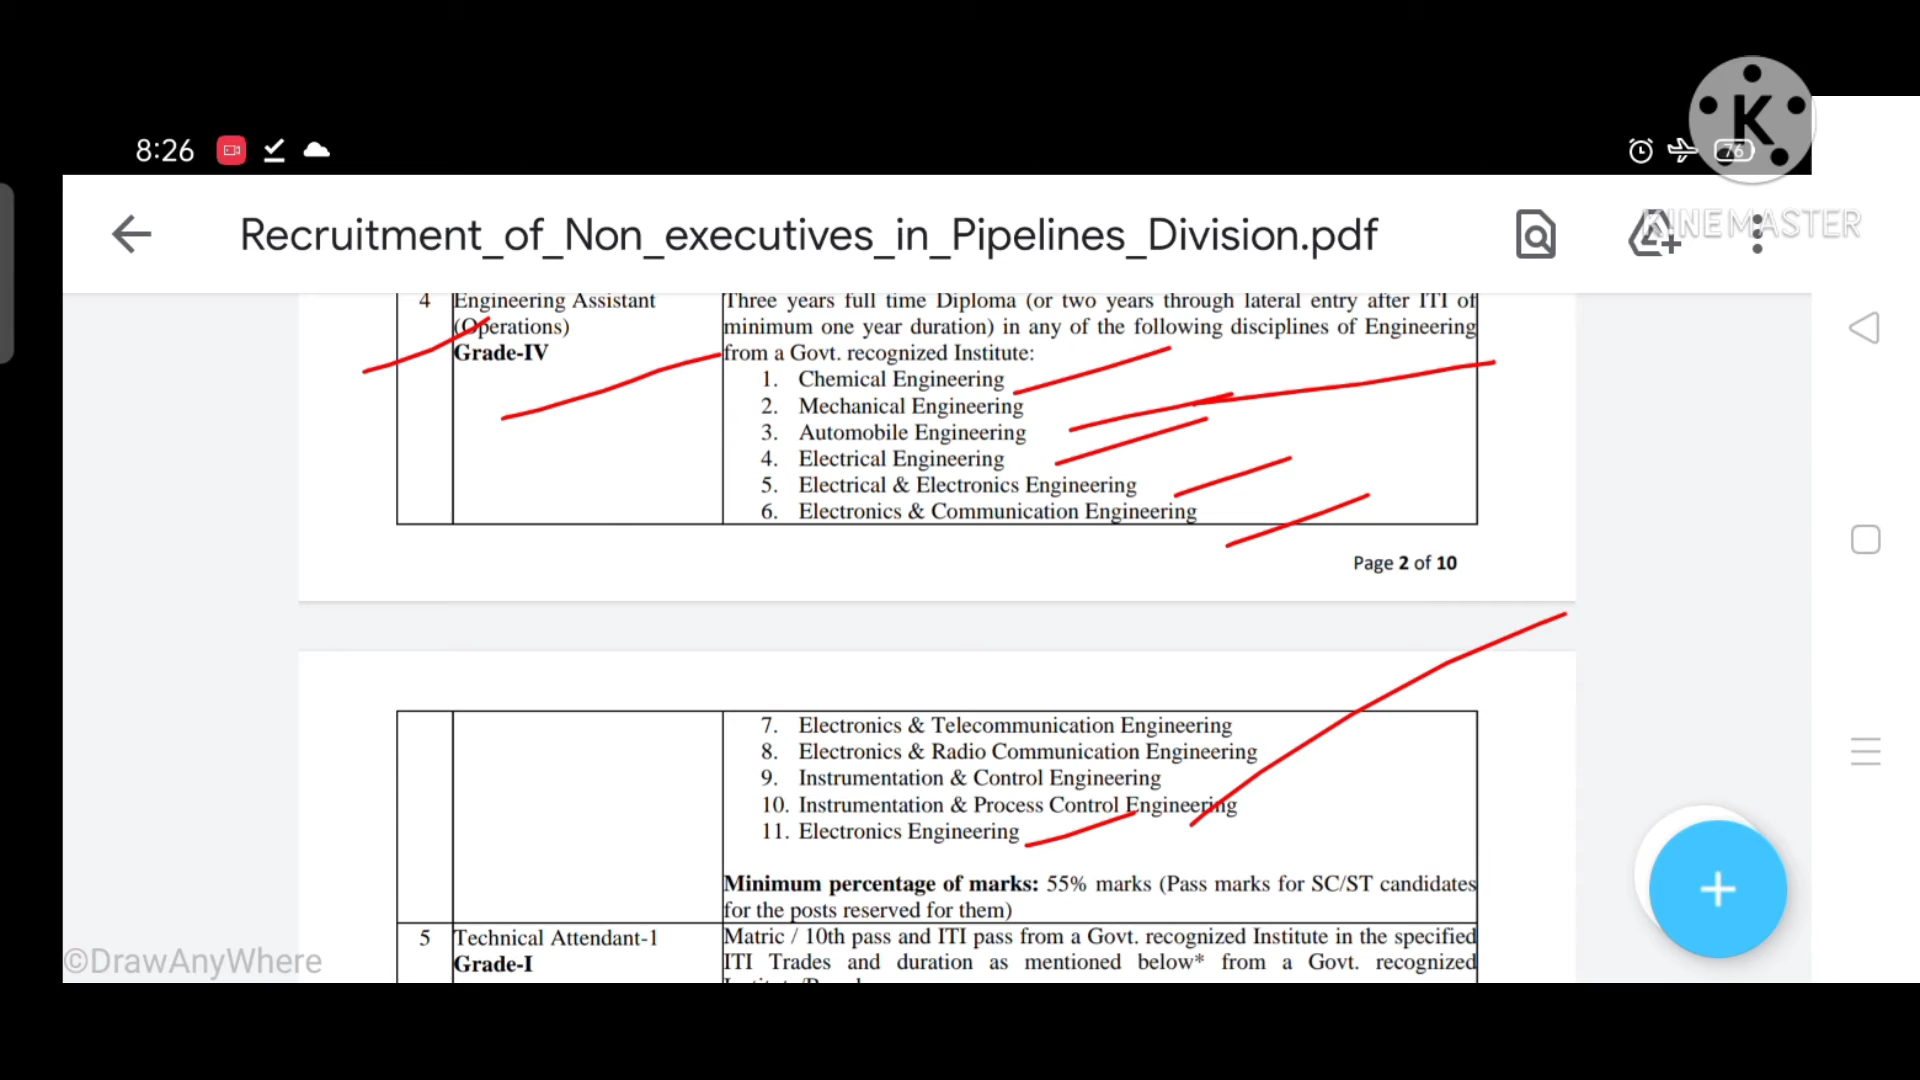 8:26
76
K
KINEMASTER
Recruitment_of_Non_executives_in_Pipelines_Division.pdf
4 Engineering Assistant Three years full time Diploma (or two years through lateral entry after ITI of
(Operations) minimum one year duration) in any of the following disciplines of Engineering
Grade-IV from a Govt. recognized Institute:
1. Chemical Engineering
2. Mechanical Engineering
3. Automobile Engineering
4. Electrical Engineering
5. Electrical & Electronics Engineering
6. Electronics & Communication Engineering
Page 2 of 10
7. Electronics & Telecommunication Engineering
8. Electronics & Radio Communication Engineering
9. Instrumentation & Control Engineering
10. Instrumentation & Process Control Engineering
11. Electronics Engineering
Minimum percentage of marks: 55% marks (Pass marks for SC/ST candidates
for the posts reserved for them)
5 Technical Attendant-1 Matric / 10th pass and ITI pass from a Govt. recognized Institute in the specified
Grade-I ITI Trades and duration as mentioned below* from a Govt. recognized
©DrawAnyWhere